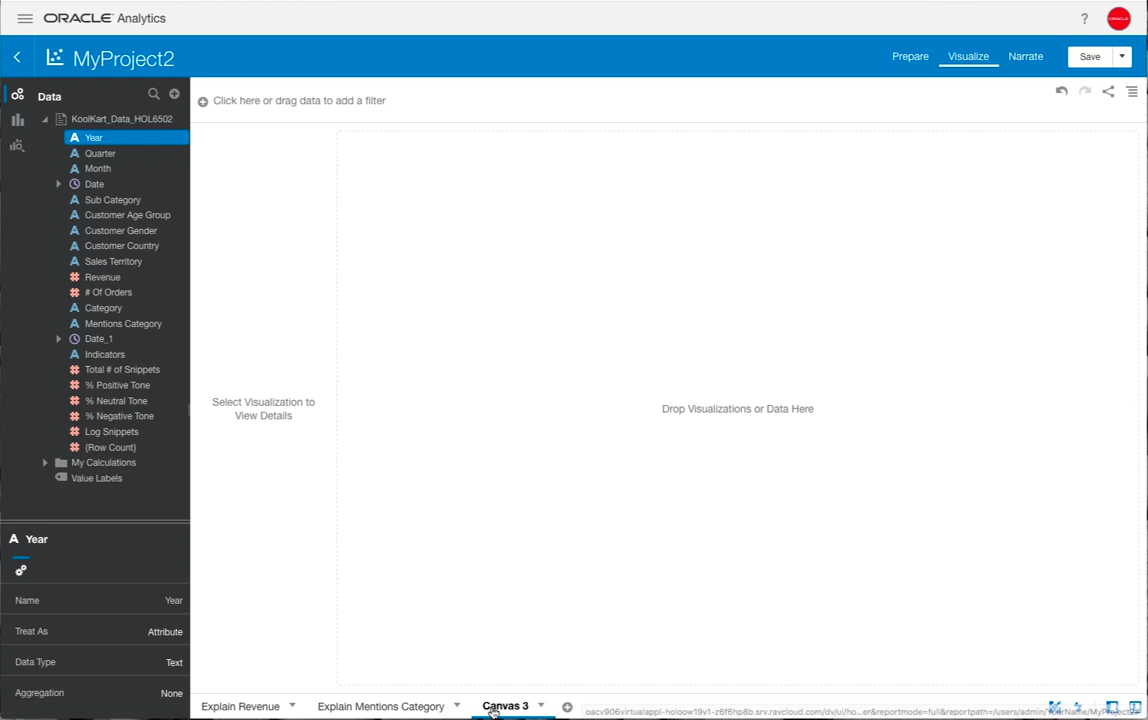 ORACLE Analytics
?
ORACLE
MyProject2
Prepare
Visualize
Narrate
Save
Data
Click here or drag data to add a filter
KoolKart_Data_HOL6502
A Year
A Quarter
A Month
Date
A Sub Category
A Customer Age Group
A Customer Gender
A Customer Country
A Sales Territory
Revenue
# Of Orders
A Category
A Mentions Category
Date_1
A Indicators
Total # of Snippets
% Positive Tone
% Neutral Tone
% Negative Tone
Log Snippets
{Row Count}
My Calculations
Value Labels
Select Visualization to
View Details
Drop Visualizations or Data Here
A Year
Name Year
Treat As Attribute
Data Type Text
Aggregation None
Explain Revenue
Explain Mentions Category
Canvas 3